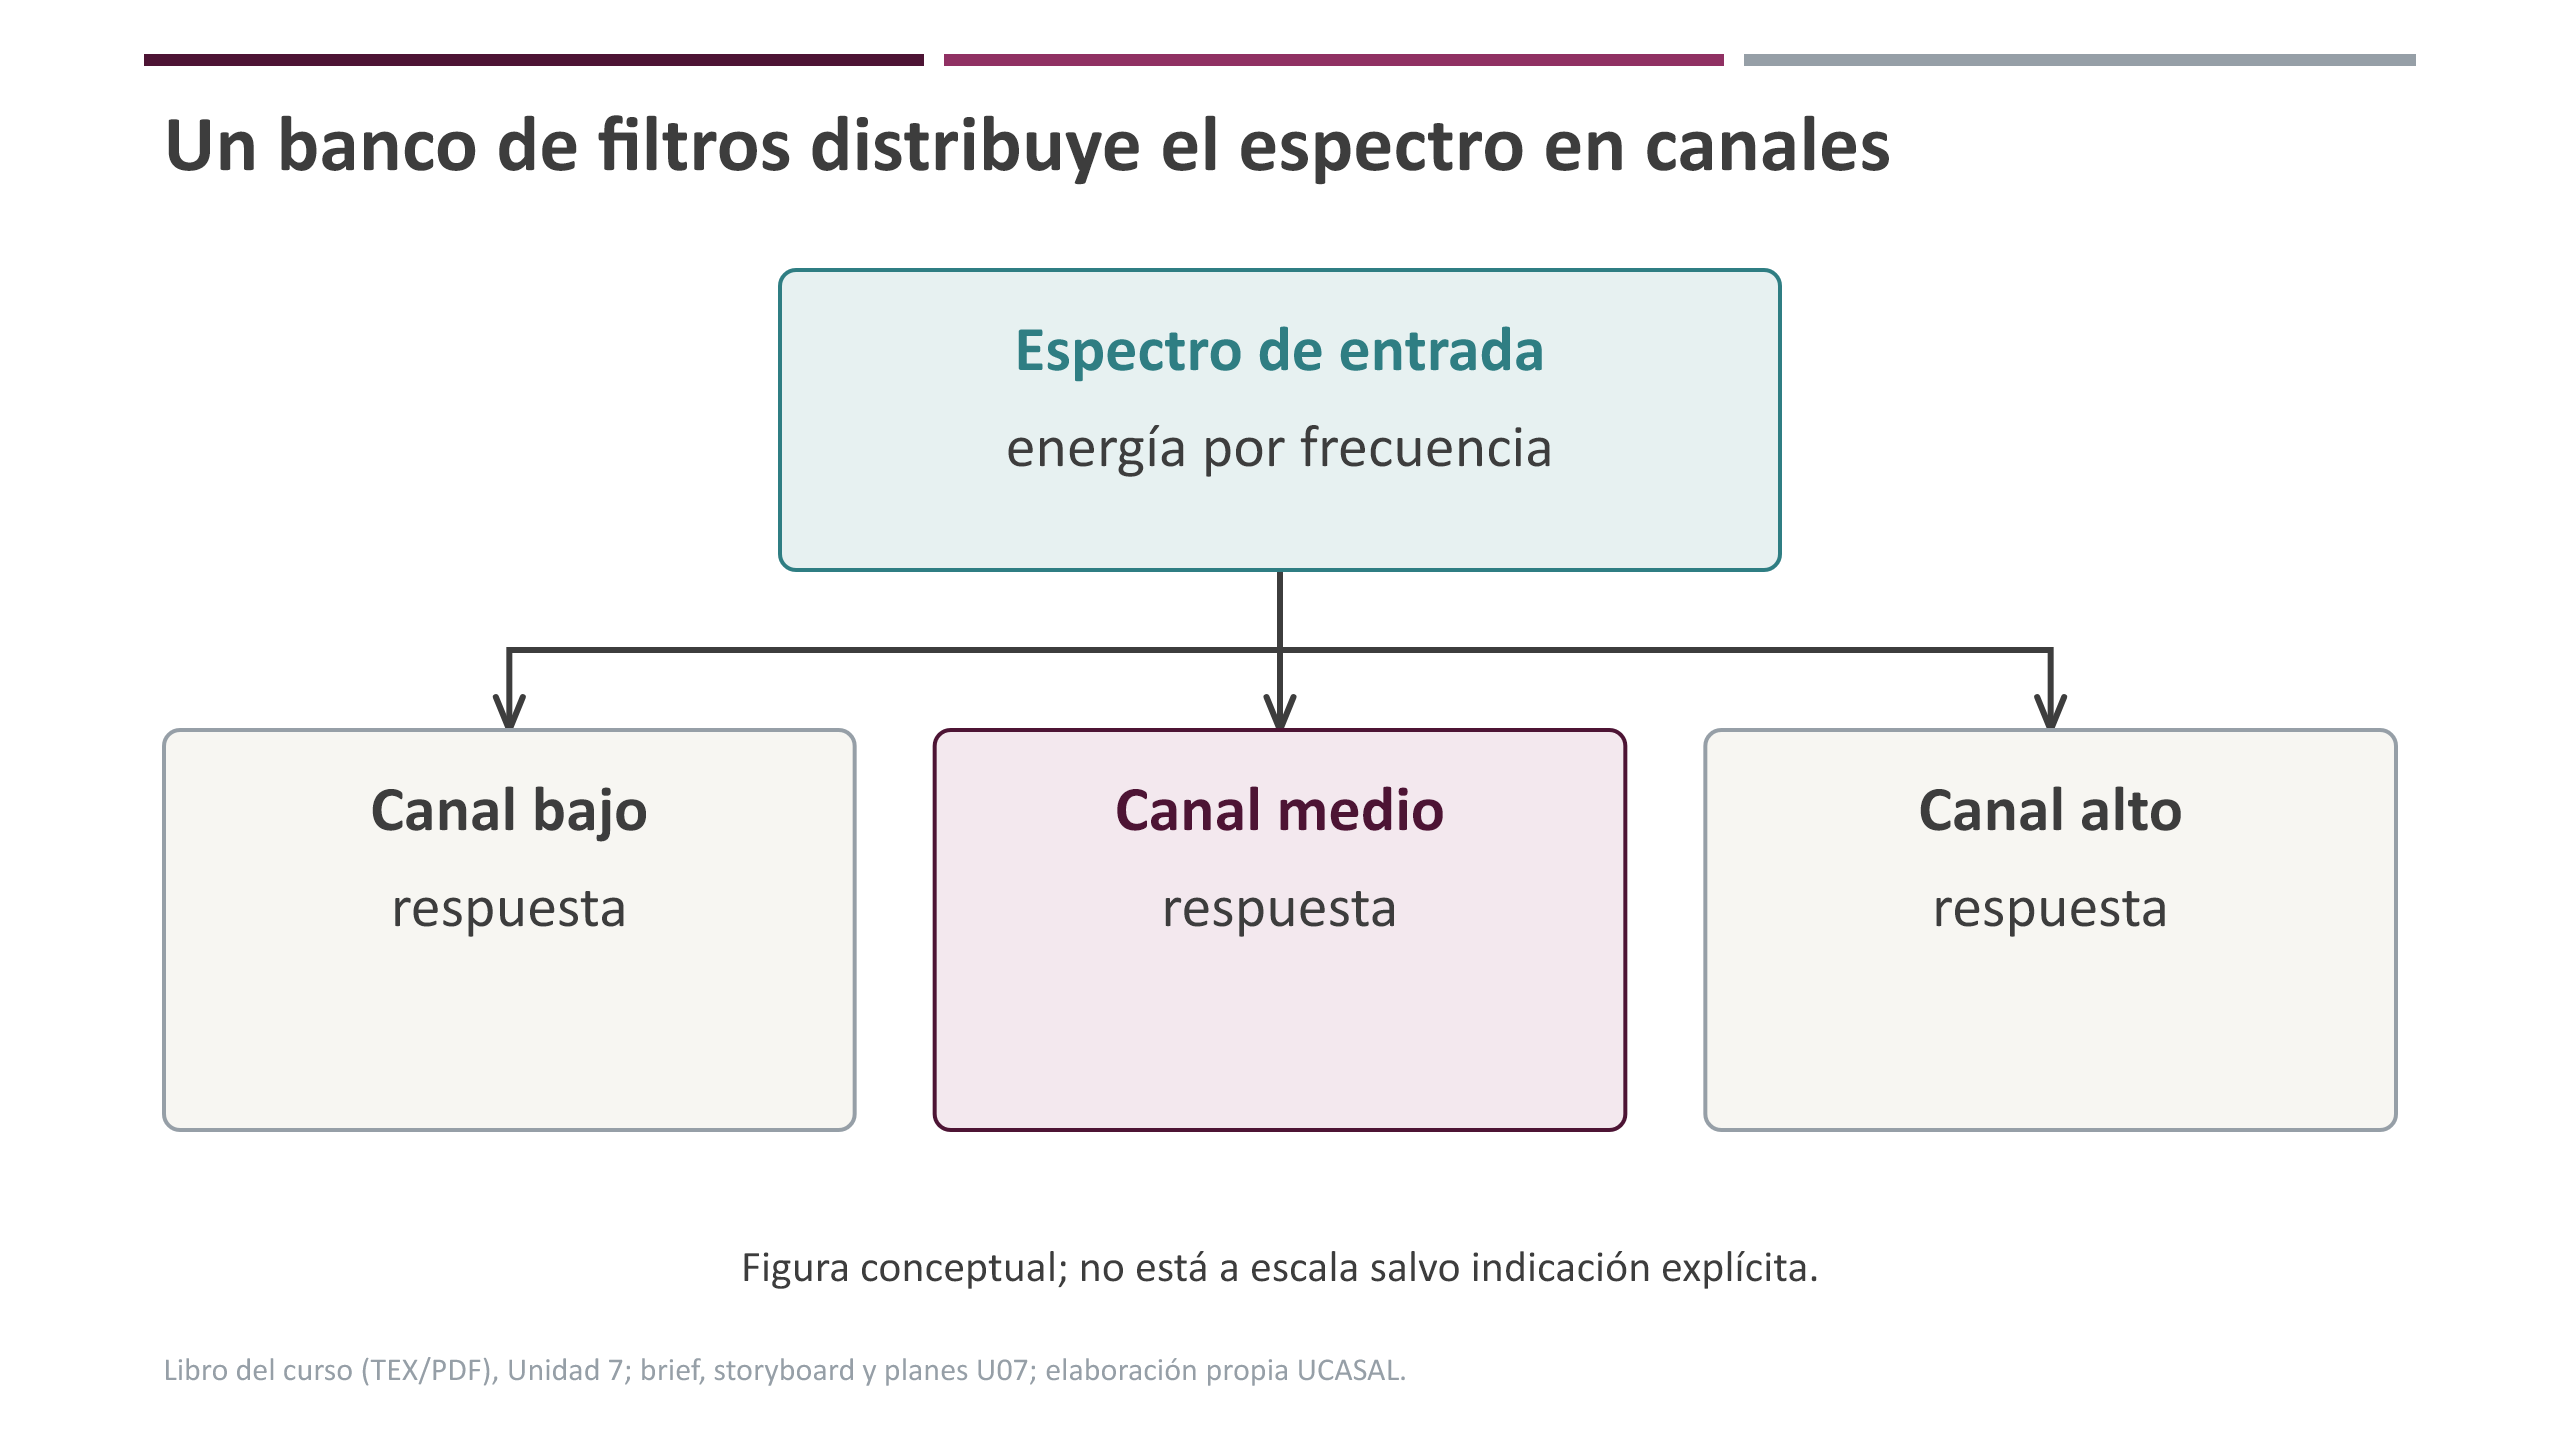 Un banco de filtros distribuye el espectro en canales
Espectro de entrada
energía por frecuencia
Canal bajo
respuesta
Canal medio
respuesta
Canal alto
respuesta
Figura conceptual; no está a escala salvo indicación explícita.
Libro del curso (TEX/PDF), Unidad 7; brief, storyboard y planes U07; elaboración propia UCASAL.